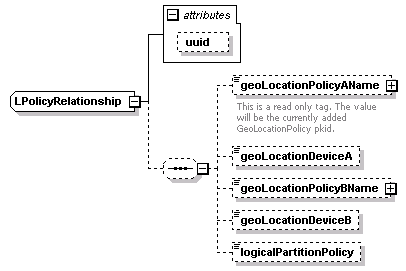 attributes
uuid
LPolicyRelationship
geoLocationPolicyAName
This is a read only tag. The value
will be the currently added
GeoLocationPolicy pkid.
geoLocationDeviceA
geoLocationPolicyBName
geoLocationDeviceB
logicalPartitionPolicy